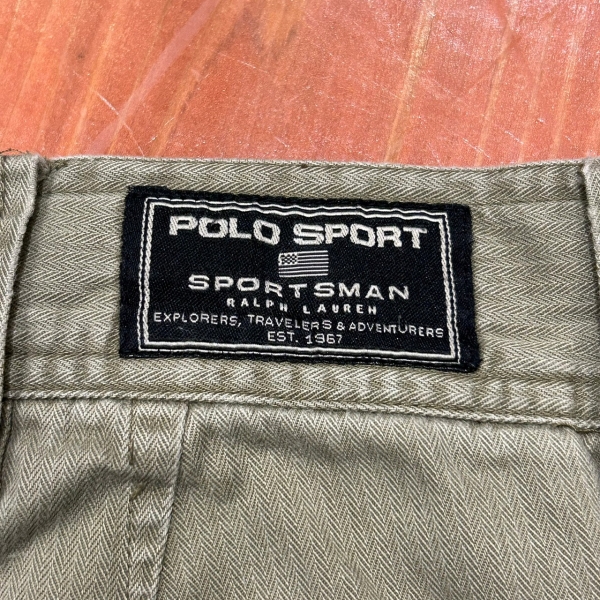 POLO SPORT
SPORTSMAN
RALPH LAUREN
EXPLORERS, TRAVELERS & ADVENTURERS
EST. 1967